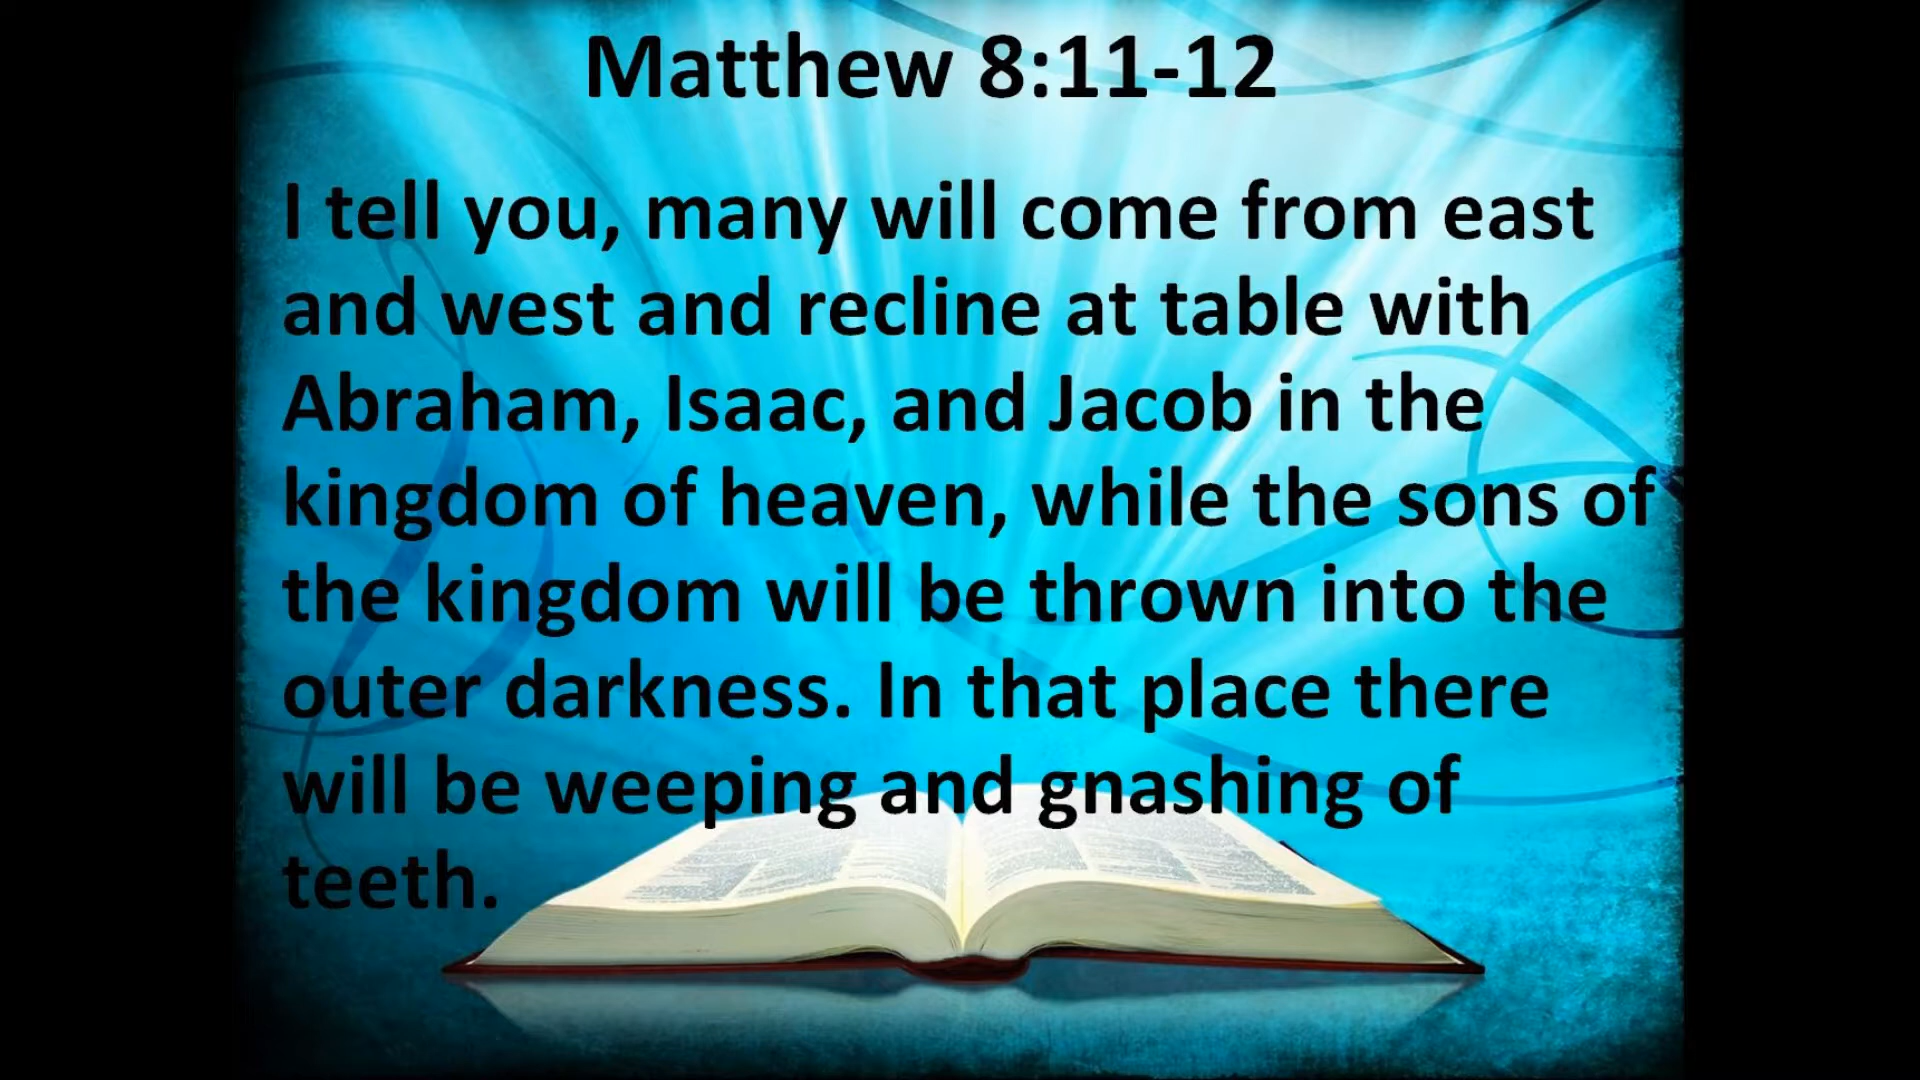 Matthew 8:11-12
I tell you, many will come from east
and west and recline at table with
Abraham, Isaac, and Jacob in the
kingdom of heaven, while the sons of
the kingdom will be thrown into the
outer darkness. In that place there
will be weeping and gnashing of
teeth.